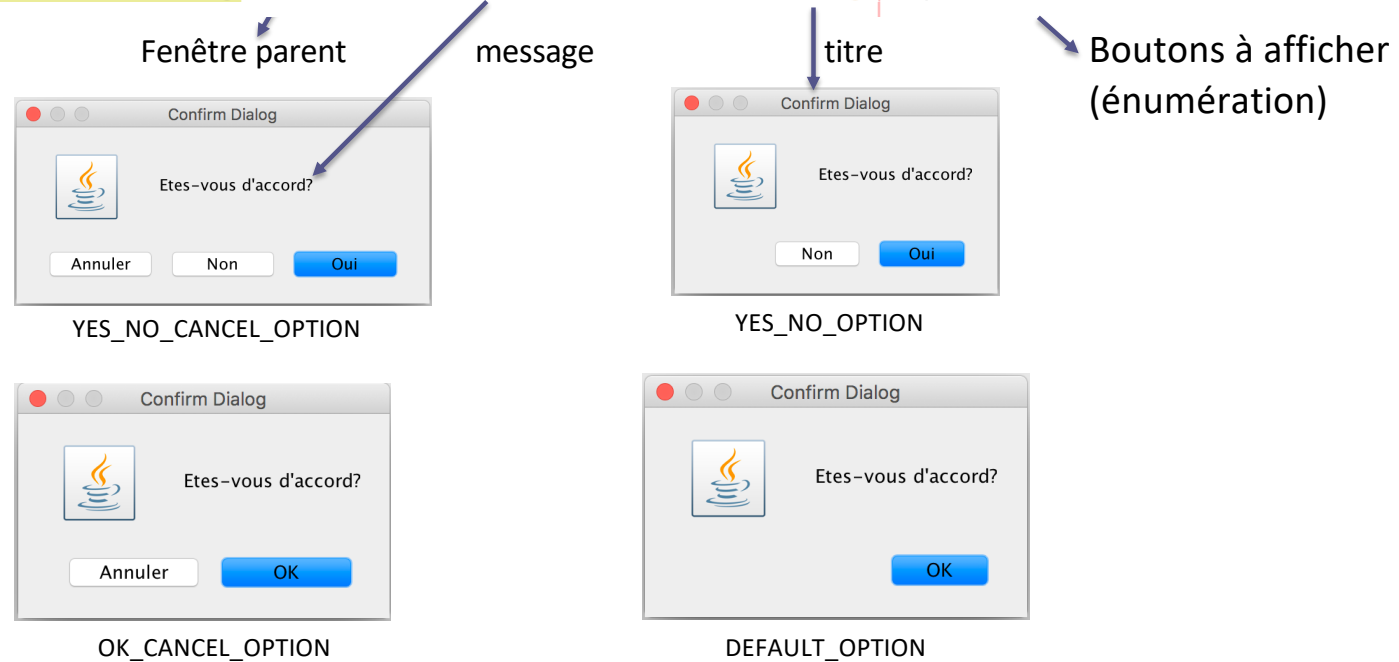 Fenêtre parent
message
titre
Boutons à afficher
(énumération)
Confirm Dialog
Etes-vous d'accord?
Annuler
Non
Oui
YES_NO_CANCEL_OPTION
Confirm Dialog
Etes-vous d'accord?
Non
Oui
YES_NO_OPTION
Confirm Dialog
Etes-vous d'accord?
Annuler
OK
OK_CANCEL_OPTION
Confirm Dialog
Etes-vous d'accord?
OK
DEFAULT_OPTION